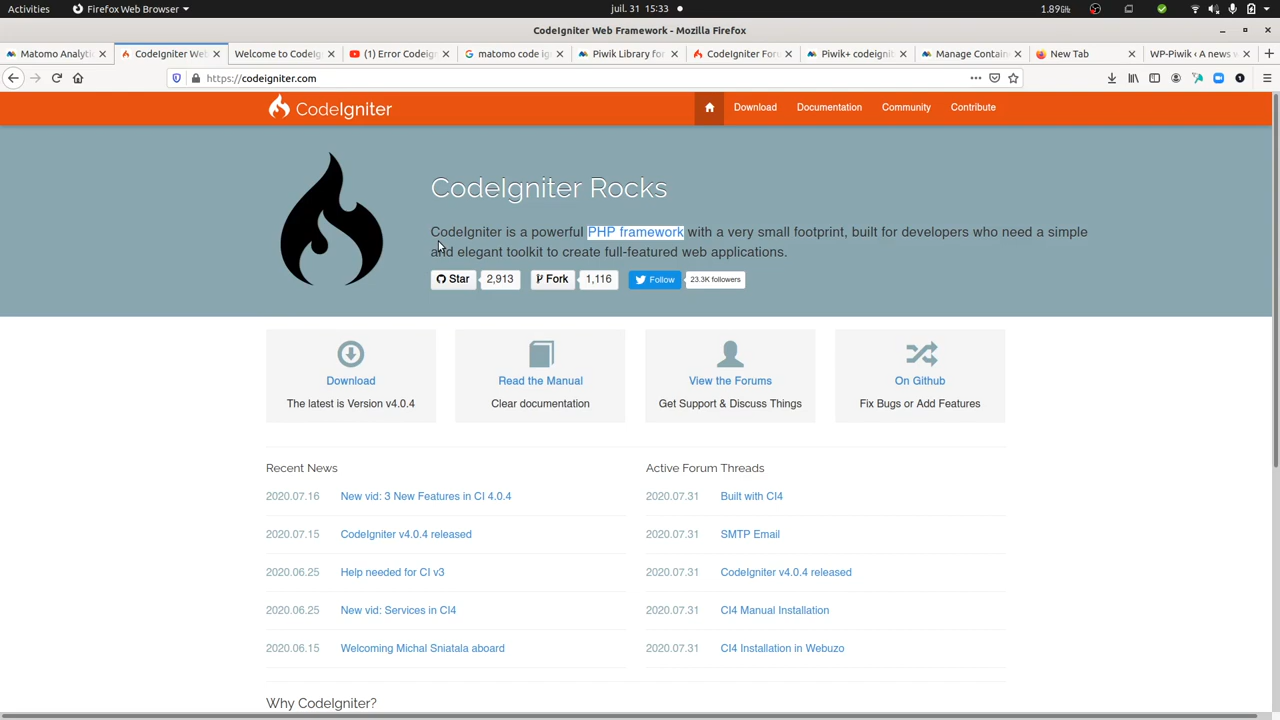 Activities
Firefox Web Browser
juil. 31 15:33
1.89
CodeIgniter Web Framework - Mozilla Firefox
Matomo Analytic
CodeIgniter We
Welcome to CodeIg
(1) Error Codeig
matomo code ig
Piwik Library fo
CodeIgniter For
Piwik+ codeignit
Manage Contain
New Tab
WP-Piwik ‹ A news w
https://codeigniter.com
CodeIgniter
Download
Documentation
Community
Contribute
CodeIgniter Rocks
CodeIgniter is a powerful PHP framework with a very small footprint, built for developers who need a simple
and elegant toolkit to create full-featured web applications.
Star
2,913
Fork
1,116
Follow
23.3K followers
Download
The latest is Version v4.0.4
Read the Manual
Clear documentation
View the Forums
Get Support & Discuss Things
On Github
Fix Bugs or Add Features
Recent News
2020.07.16 New vid: 3 New Features in CI 4.0.4
2020.07.15 CodeIgniter v4.0.4 released
2020.06.25 Help needed for CI v3
2020.06.25 New vid: Services in CI4
2020.06.15 Welcoming Michal Sniatala aboard
Active Forum Threads
2020.07.31 Built with CI4
2020.07.31 SMTP Email
2020.07.31 CodeIgniter v4.0.4 released
2020.07.31 CI4 Manual Installation
2020.07.31 CI4 Installation in Webuzo
Why CodeIgniter?